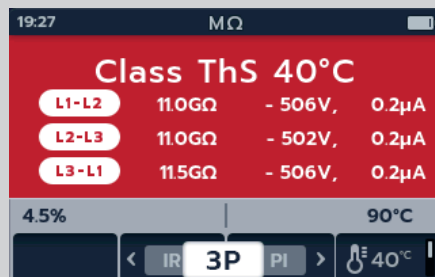 19:27 MΩ
Class ThS 40°C
L1-L2 11.0GΩ - 506V, 0.2µA
L2-L3 11.0GΩ - 502V, 0.2µA
L3-L1 11.5GΩ - 506V, 0.2µA
4.5% 90°C
< IR 3P PI > 40°C